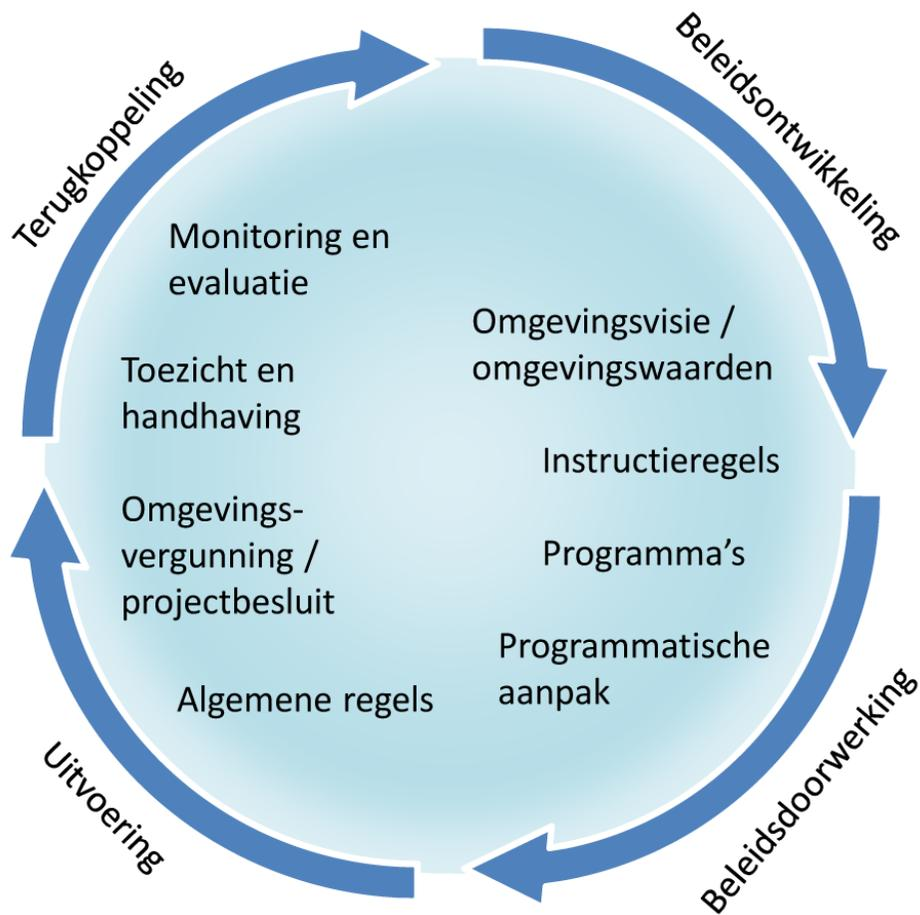 Beleidsontwikkeling
Terugkoppeling
Monitoring en
evaluatie
Omgevingsvisie /
omgevingswaarden
Toezicht en
handhaving
Instructieregels
Omgevings-
vergunning /
projectbesluit
Programma’s
Programmatische
aanpak
Algemene regels
Uitvoering
Beleidsdoorwerking